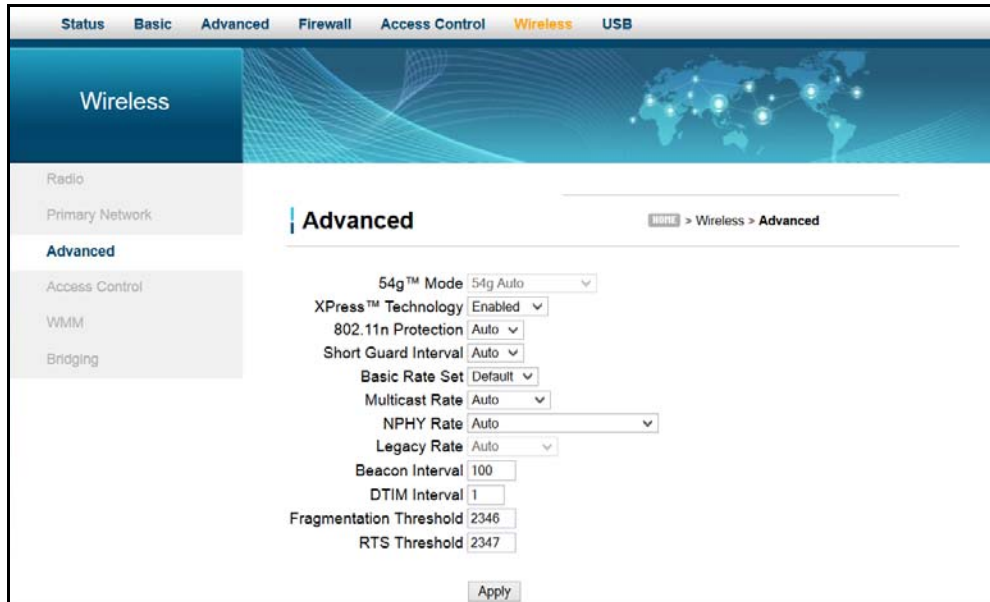 Status Basic Advanced Firewall Access Control Wireless USB
Wireless
Radio
Primary Network
Advanced
Access Control
WMM
Bridging
Advanced
HOME > Wireless > Advanced
54g™ Mode 54g Auto
XPress™ Technology Enabled
802.11n Protection Auto
Short Guard Interval Auto
Basic Rate Set Default
Multicast Rate Auto
NPHY Rate Auto
Legacy Rate Auto
Beacon Interval 100
DTIM Interval 1
Fragmentation Threshold 2346
RTS Threshold 2347
Apply